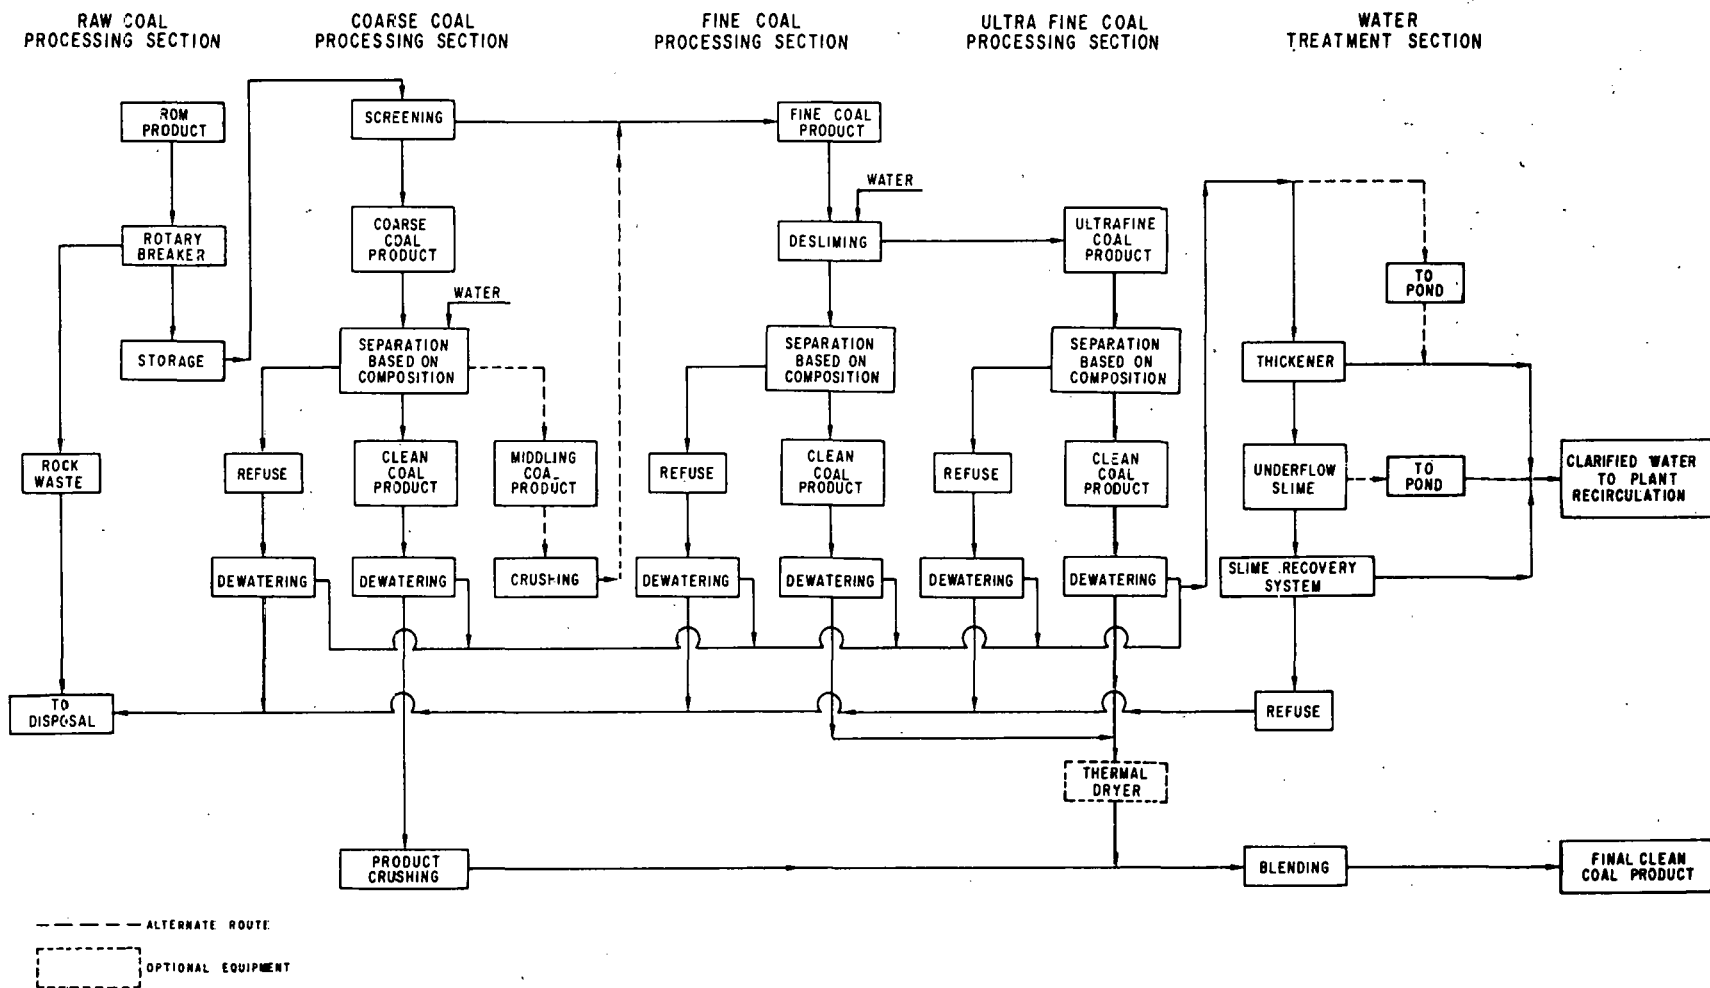 RAW COAL
PROCESSING SECTION
COARSE COAL
PROCESSING SECTION
FINE COAL
PROCESSING SECTION
ULTRA FINE COAL
PROCESSING SECTION
WATER
TREATMENT SECTION
ROM
PRODUCT
ROTARY
BREAKER
STORAGE
ROCK
WASTE
TO
DISPOSAL
SCREENING
COARSE
COAL
PRODUCT
WATER
SEPARATION
BASED ON
COMPOSITION
REFUSE
CLEAN
COAL
PRODUCT
MIDDLING
COAL
PRODUCT
DEWATERING
DEWATERING
CRUSHING
PRODUCT
CRUSHING
FINE COAL
PRODUCT
WATER
DESLIMING
SEPARATION
BASED ON
COMPOSITION
REFUSE
CLEAN
COAL
PRODUCT
DEWATERING
DEWATERING
ULTRAFINE
COAL
PRODUCT
SEPARATION
BASED ON
COMPOSITION
REFUSE
CLEAN
COAL
PRODUCT
DEWATERING
DEWATERING
THERMAL
DRYER
TO
POND
THICKENER
UNDERFLOW
SLIME
TO
POND
SLIME RECOVERY
SYSTEM
REFUSE
CLARIFIED WATER
TO PLANT
RECIRCULATION
BLENDING
FINAL CLEAN
COAL PRODUCT
ALTERNATE ROUTE
OPTIONAL EQUIPMENT